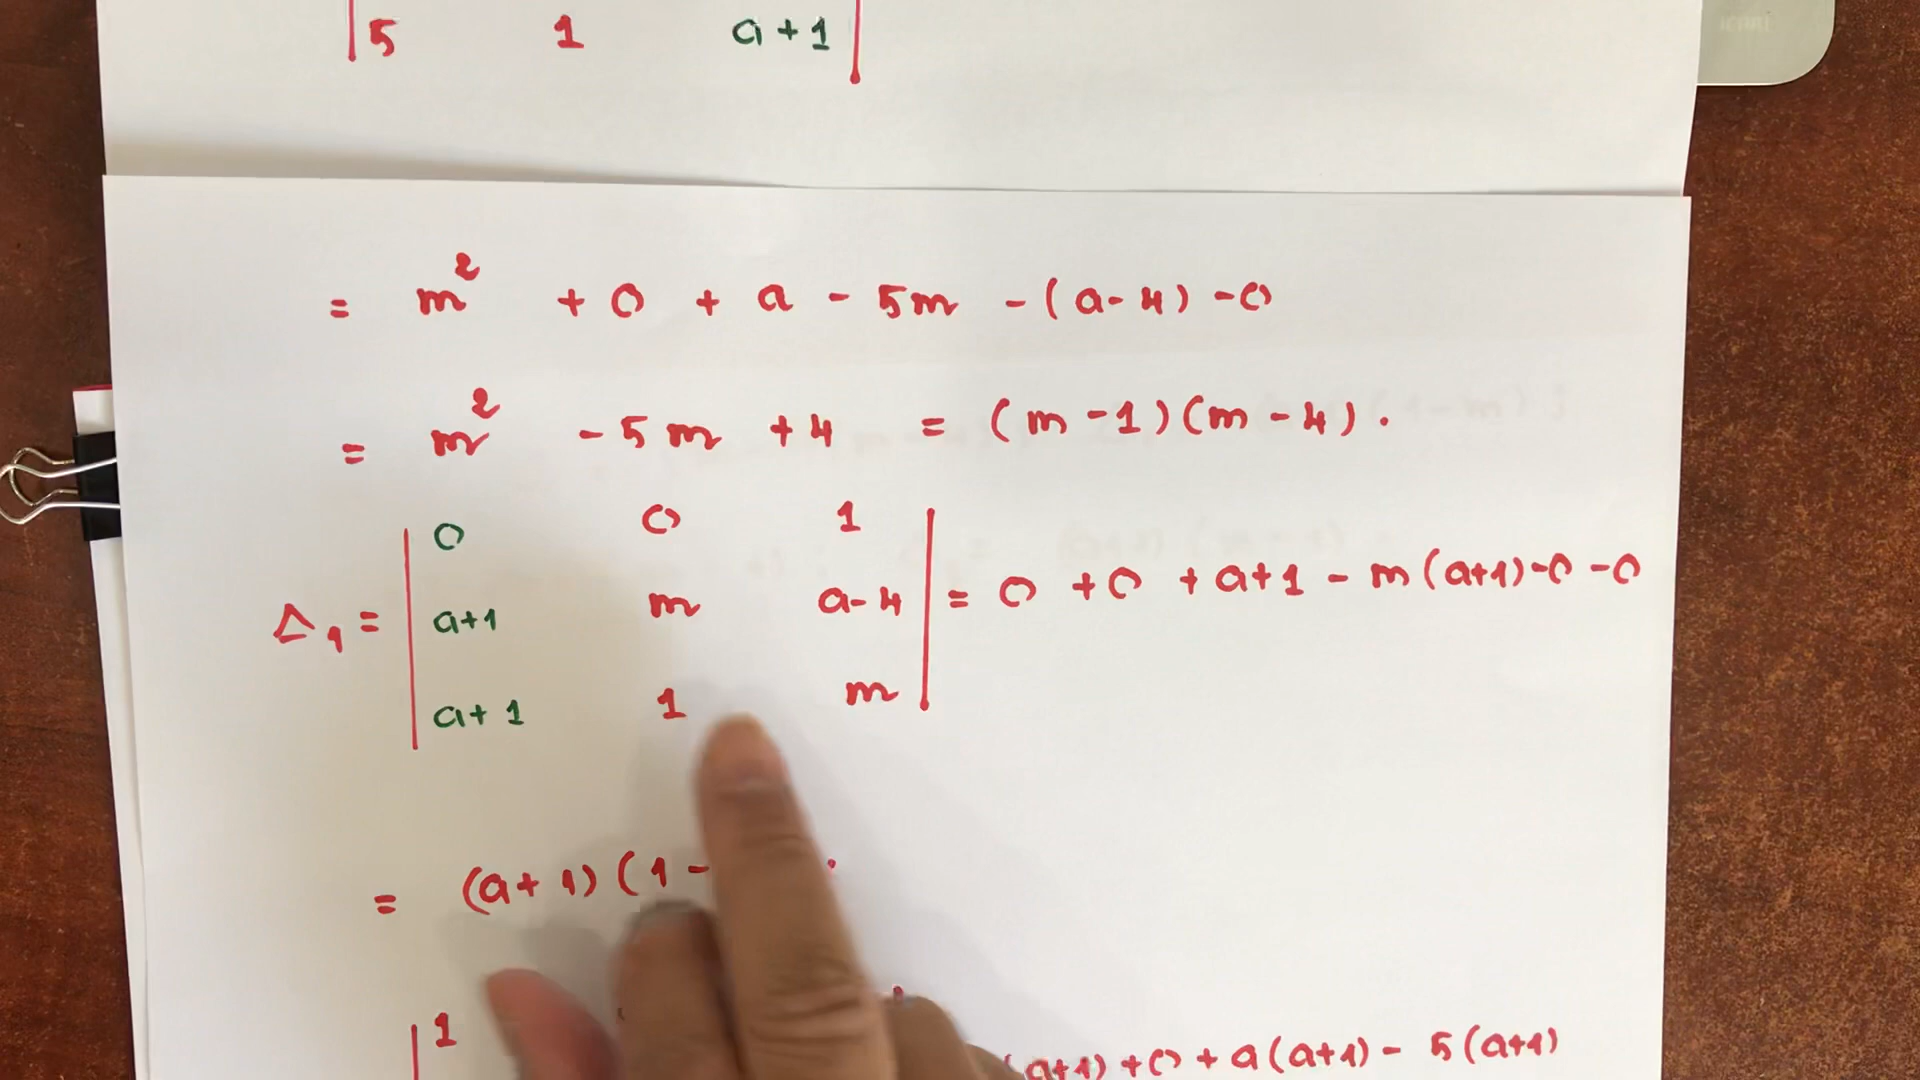 5 1 a+1
= m² + 0 + a - 5m - (a-4) - 0
= m² - 5m + 4 = (m-1)(m-4).
0 0 1
Δ₁ = a+1 m a-4 = 0 + 0 + a+1 - m(a+1) - 0 - 0
a+1 1 m
= (a+1)(1-
1 (a+1) + 0 + a(a+1) - 5(a+1)